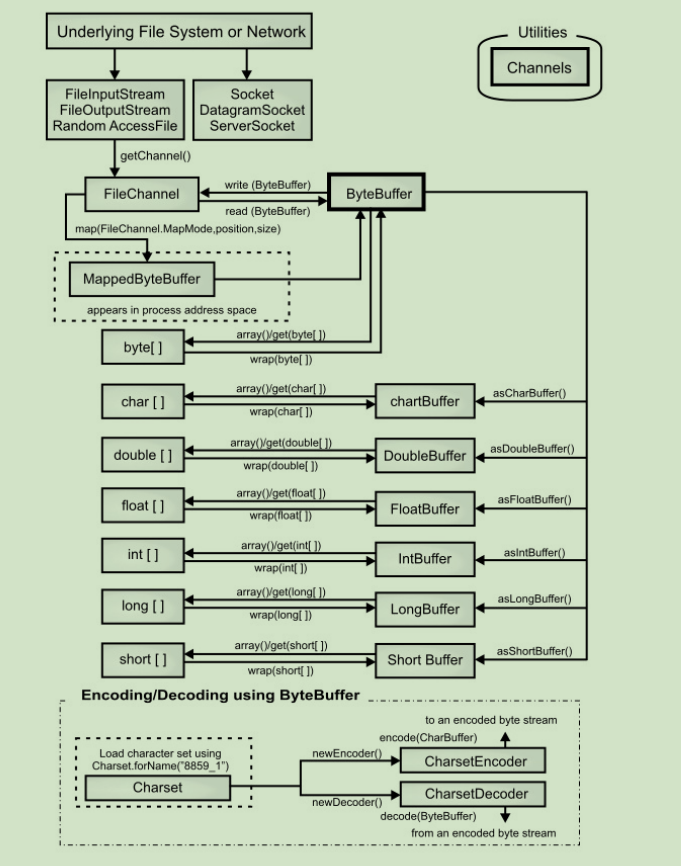 Underlying File System or Network
Utilities
Channels
FileInputStream
FileOutputStream
Random AccessFile
Socket
DatagramSocket
ServerSocket
getChannel()
FileChannel
write (ByteBuffer)
read (ByteBuffer)
ByteBuffer
map(FileChannel.MapMode,position,size)
MappedByteBuffer
appears in process address space
byte[ ]
array()/get(byte[ ])
wrap(byte[ ])
char [ ]
array()/get(char[ ])
wrap(char[ ])
chartBuffer
asCharBuffer()
double [ ]
array()/get(double[ ])
wrap(double[ ])
DoubleBuffer
asDoubleBuffer()
float [ ]
array()/get(float[ ])
wrap(float[ ])
FloatBuffer
asFloatBuffer()
int [ ]
array()/get(int[ ])
wrap(int[ ])
IntBuffer
asIntBuffer()
long [ ]
array()/get(long[ ])
wrap(long[ ])
LongBuffer
asLongBuffer()
short [ ]
array()/get(short[ ])
wrap(short[ ])
Short Buffer
asShortBuffer()
Encoding/Decoding using ByteBuffer
Load character set using
Charset.forName("8859_1")
Charset
newEncoder()
newDecoder()
to an encoded byte stream
encode(CharBuffer)
CharsetEncoder
CharsetDecoder
decode(ByteBuffer)
from an encoded byte stream